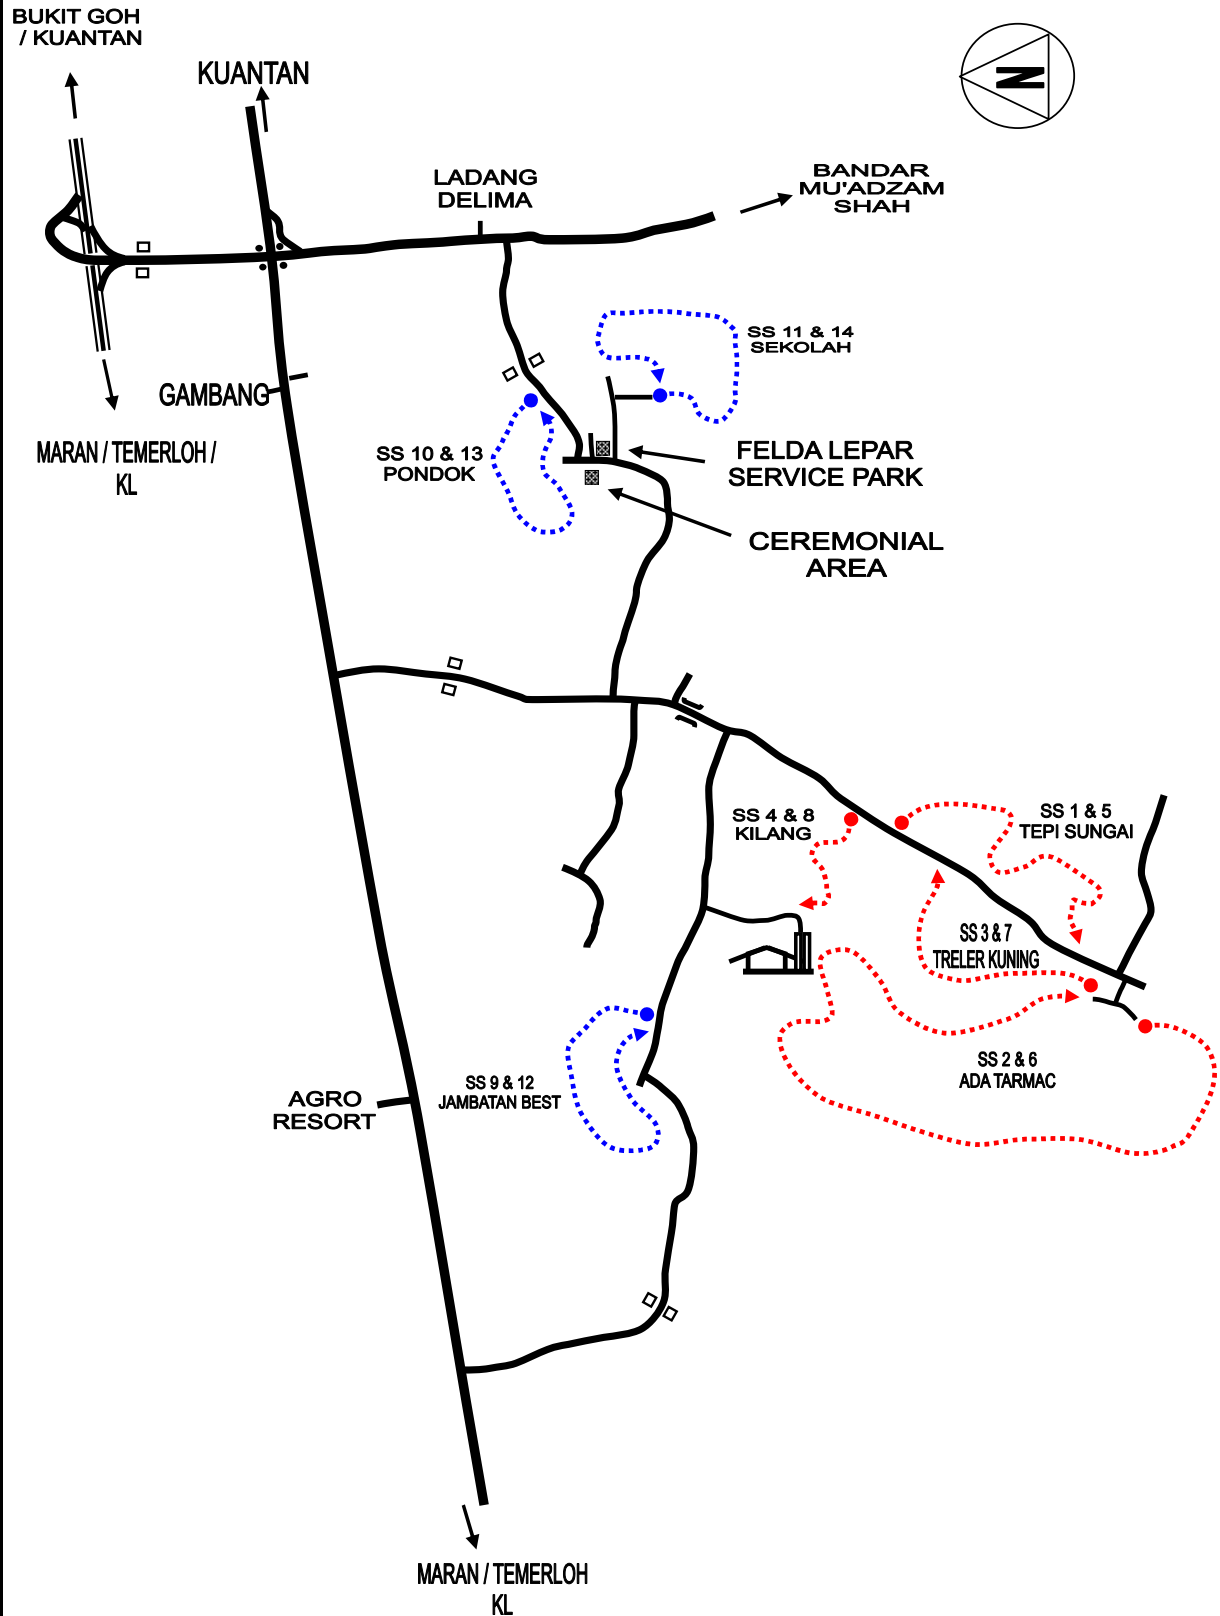 BUKIT GOH
/ KUANTAN
KUANTAN
N
LADANG
DELIMA
BANDAR
MU'ADZAM
SHAH
SS 11 & 14
SEKOLAH
GAMBANG
MARAN / TEMERLOH /
KL
SS 10 & 13
PONDOK
FELDA LEPAR
SERVICE PARK
CEREMONIAL
AREA
SS 4 & 8
KILANG
SS 1 & 5
TEPI SUNGAI
SS 3 & 7
TRELER KUNING
SS 2 & 6
ADA TARMAC
SS 9 & 12
JAMBATAN BEST
AGRO
RESORT
MARAN / TEMERLOH
KL